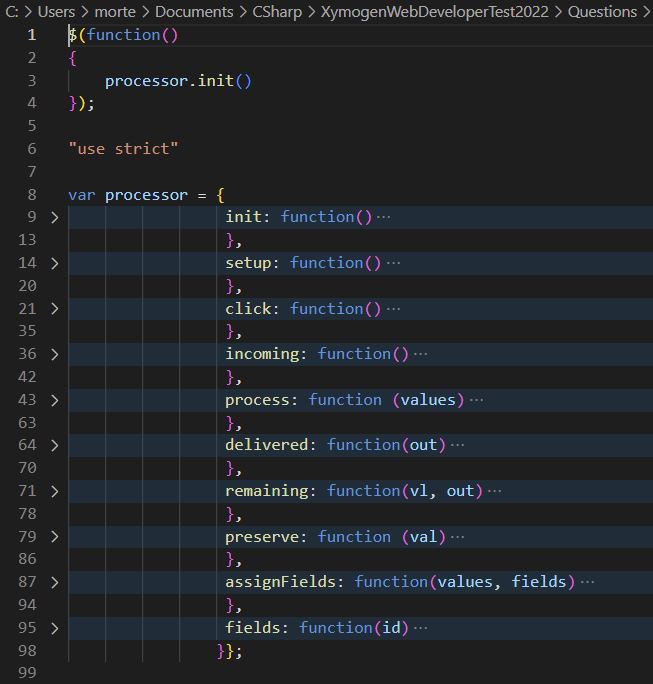 C: > Users > morte > Documents > CSharp > XymogenWebDeveloperTest2022 > Questions >
1 $(function()
2 {
3     processor.init()
4 });
5
6 "use strict"
7
8 var processor = {
9 > init: function()···
13 },
14 > setup: function()···
20 },
21 > click: function()···
35 },
36 > incoming: function()···
42 },
43 > process: function (values)···
63 },
64 > delivered: function(out)···
70 },
71 > remaining: function(vl, out)···
78 },
79 > preserve: function (val)···
86 },
87 > assignFields: function(values, fields)···
94 },
95 > fields: function(id)···
98 }};
99